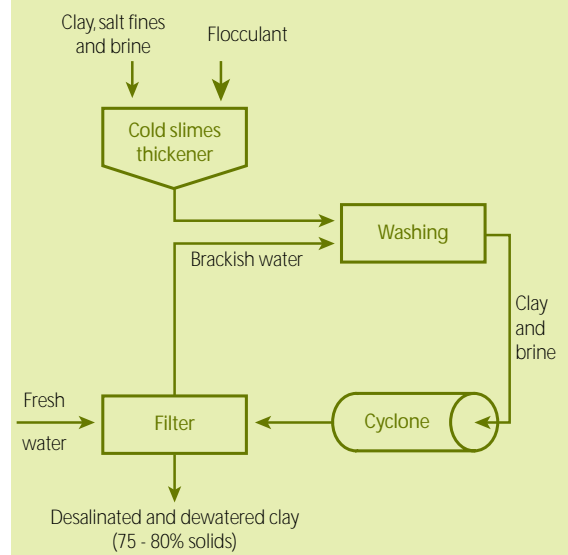 Clay, salt fines
and brine
Flocculant
Cold slimes
thickener
Washing
Brackish water
Clay
and
brine
Fresh
water
Filter
Cyclone
Desalinated and dewatered clay
(75 - 80% solids)